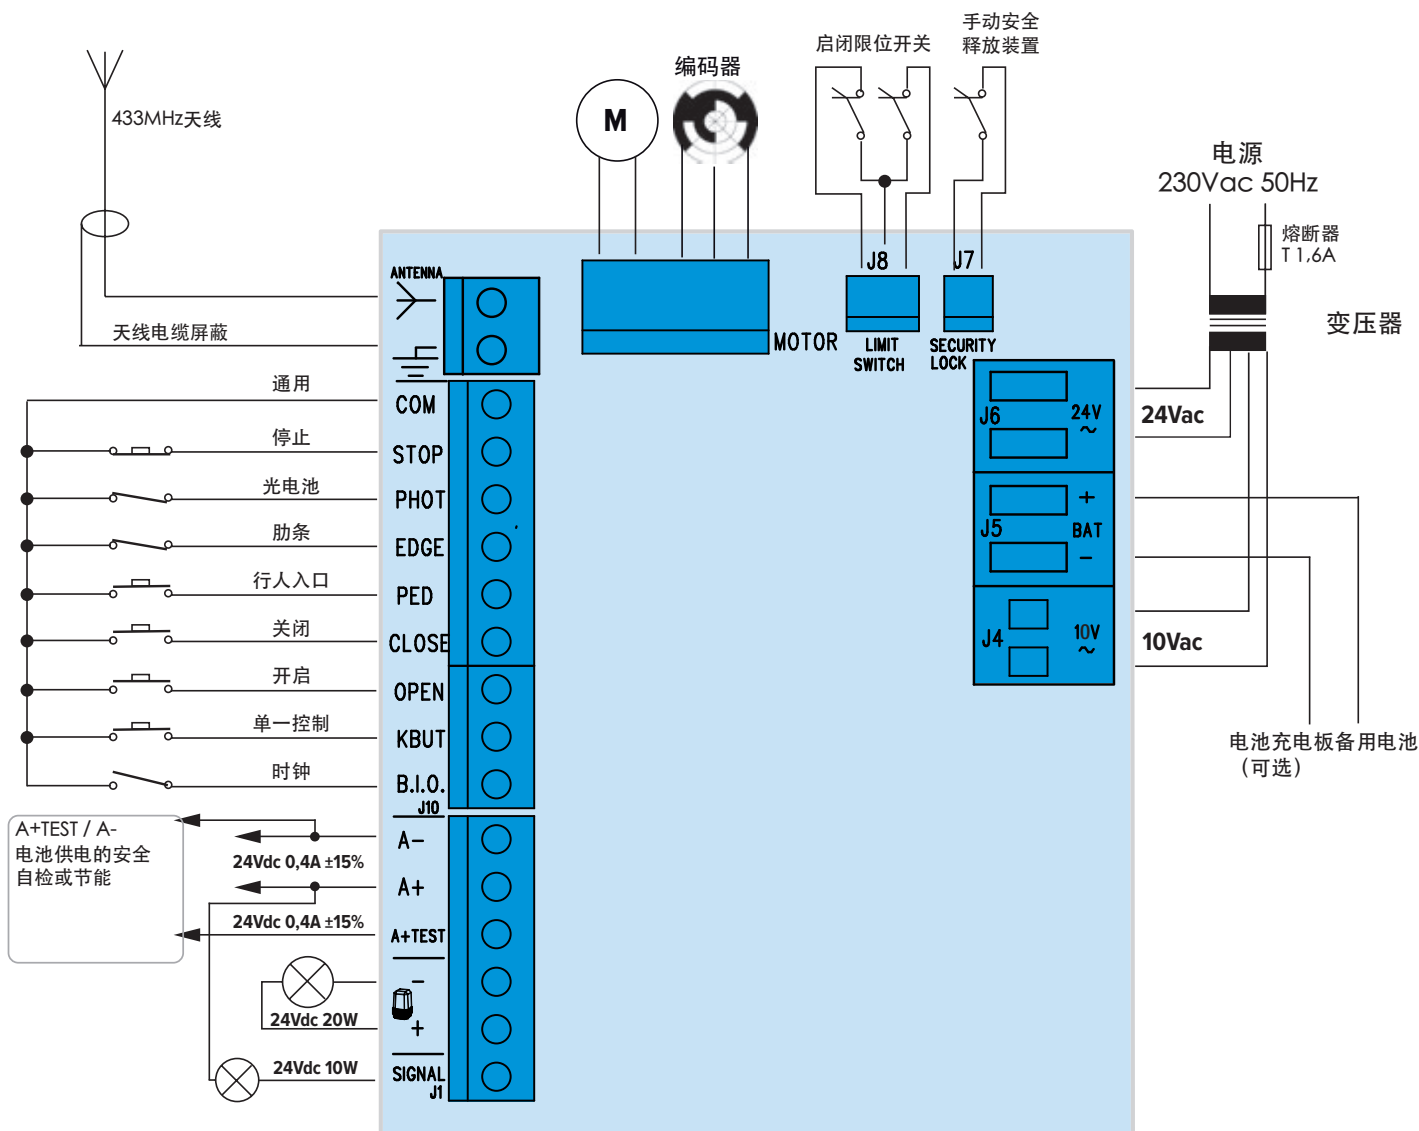 433MHz天线
天线电缆屏蔽
M
编码器
启闭限位开关
手动安全
释放装置
电源
230Vac 50Hz
熔断器
T 1,6A
变压器
ANTENNA
MOTOR
J8
LIMIT
SWITCH
J7
SECURITY
LOCK
通用
COM
停止
STOP
光电池
PHOT
肋条
EDGE
行人入口
PED
关闭
CLOSE
开启
OPEN
单一控制
KBUT
时钟
B.I.O.
J10
J6
24V
~
24Vac
J5
+
BAT
-
J4
10V
~
10Vac
电池充电板备用电池
（可选）
A+TEST / A-
电池供电的安全
自检或节能
A-
24Vdc 0,4A ±15%
A+
24Vdc 0,4A ±15%
A+TEST
-
24Vdc 20W
+
24Vdc 10W
SIGNAL
J1